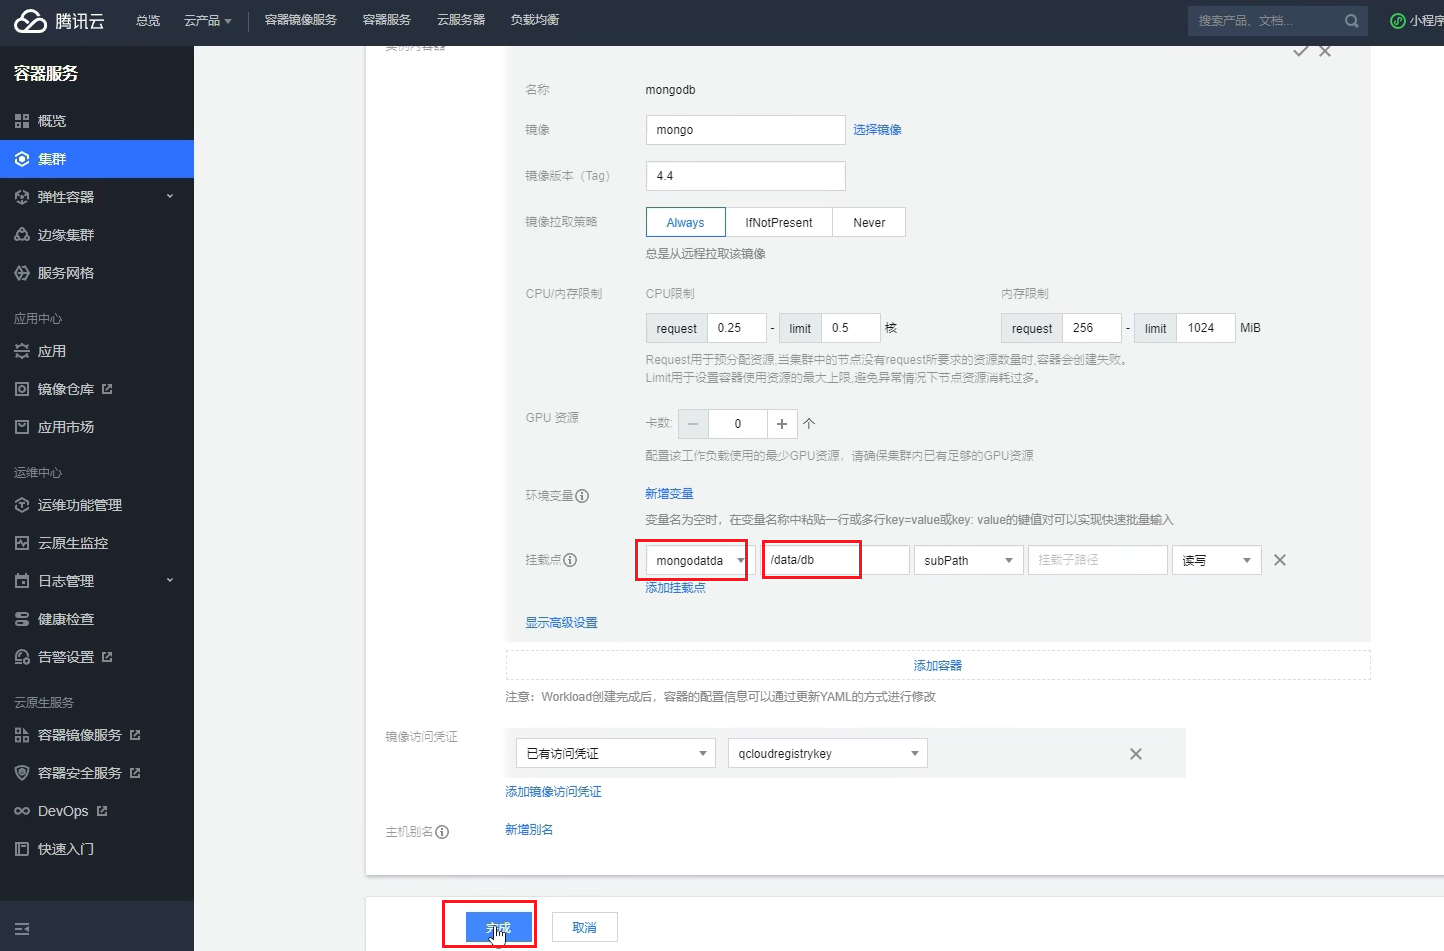 腾讯云 总览 云产品 容器镜像服务 容器服务 云服务器 负载均衡 搜索产品、文档... 小程序
容器服务
概览
集群
弹性容器
边缘集群
服务网格
应用中心
应用
镜像仓库
应用市场
运维中心
运维功能管理
云原生监控
日志管理
健康检查
告警设置
云原生服务
容器镜像服务
容器安全服务
DevOps
快速入门
实例内容器
名称 mongodb
镜像 mongo 选择镜像
镜像版本（Tag） 4.4
镜像拉取策略 Always IfNotPresent Never
总是从远程拉取该镜像
CPU/内存限制 CPU限制 内存限制
request 0.25 - limit 0.5 核 request 256 - limit 1024 MiB
Request用于预分配资源,当集群中的节点没有request所要求的资源数量时,容器会创建失败。
Limit用于设置容器使用资源的最大上限,避免异常情况下节点资源消耗过多。
GPU 资源 卡数: 0 个
配置该工作负载使用的最少GPU资源，请确保集群内已有足够的GPU资源
环境变量 新增变量
变量名为空时，在变量名称中粘贴一行或多行key=value或key: value的键值对可以实现快速批量输入
挂载点 mongodatda /data/db subPath 挂载子路径 读写
添加挂载点
显示高级设置
添加容器
注意：Workload创建完成后，容器的配置信息可以通过更新YAML的方式进行修改
镜像访问凭证 已有访问凭证 qcloudregistrykey
添加镜像访问凭证
主机别名 新增别名
完成 取消